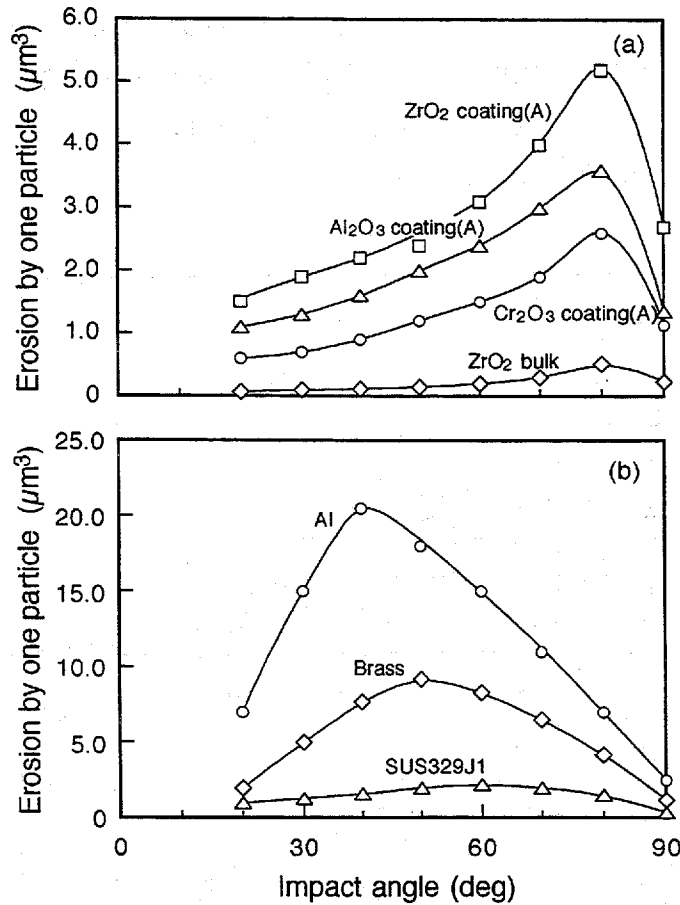 6.0
(a)
5.0
4.0
3.0
2.0
1.0
0
Erosion by one particle (μm³)
ZrO₂ coating(A)
Al₂O₃ coating(A)
Cr₂O₃ coating(A)
ZrO₂ bulk
25.0
(b)
20.0
15.0
10.0
5.0
0
Erosion by one particle (μm³)
Al
Brass
SUS329J1
0 30 60 90
Impact angle (deg)